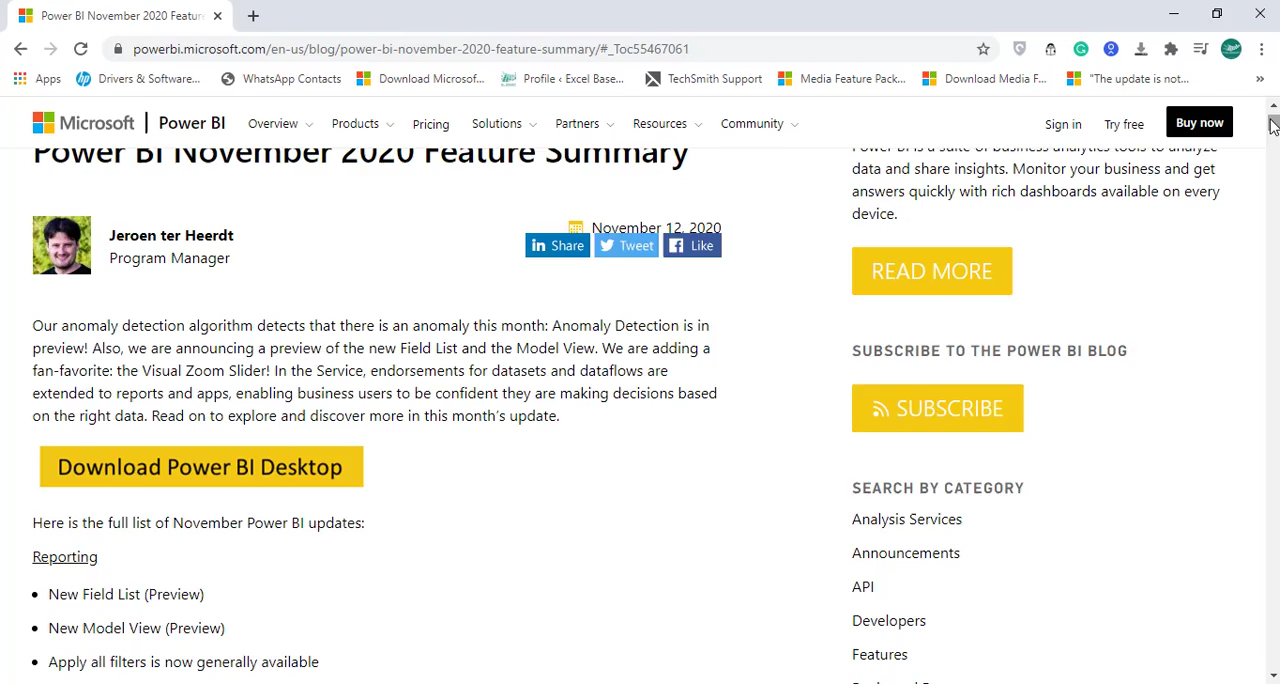 Power BI November 2020 Featur
powerbi.microsoft.com/en-us/blog/power-bi-november-2020-feature-summary/#_Toc55467061
Apps
Drivers & Software...
WhatsApp Contacts
Download Microsof...
Profile ‹ Excel Base...
TechSmith Support
Media Feature Pack...
Download Media F...
"The update is not...
»
Microsoft
Power BI
Overview
Products
Pricing
Solutions
Partners
Resources
Community
Sign in
Try free
Buy now
Power BI November 2020 Feature Summary
Jeroen ter Heerdt
Program Manager
November 12, 2020
in Share
Tweet
Like
Our anomaly detection algorithm detects that there is an anomaly this month: Anomaly Detection is in
preview! Also, we are announcing a preview of the new Field List and the Model View. We are adding a
fan-favorite: the Visual Zoom Slider! In the Service, endorsements for datasets and dataflows are
extended to reports and apps, enabling business users to be confident they are making decisions based
on the right data. Read on to explore and discover more in this month's update.
Download Power BI Desktop
Here is the full list of November Power BI updates:
Reporting
• New Field List (Preview)
• New Model View (Preview)
• Apply all filters is now generally available
Power BI is a suite of business analytics tools to analyze
data and share insights. Monitor your business and get
answers quickly with rich dashboards available on every
device.
READ MORE
SUBSCRIBE TO THE POWER BI BLOG
SUBSCRIBE
SEARCH BY CATEGORY
Analysis Services
Announcements
API
Developers
Features